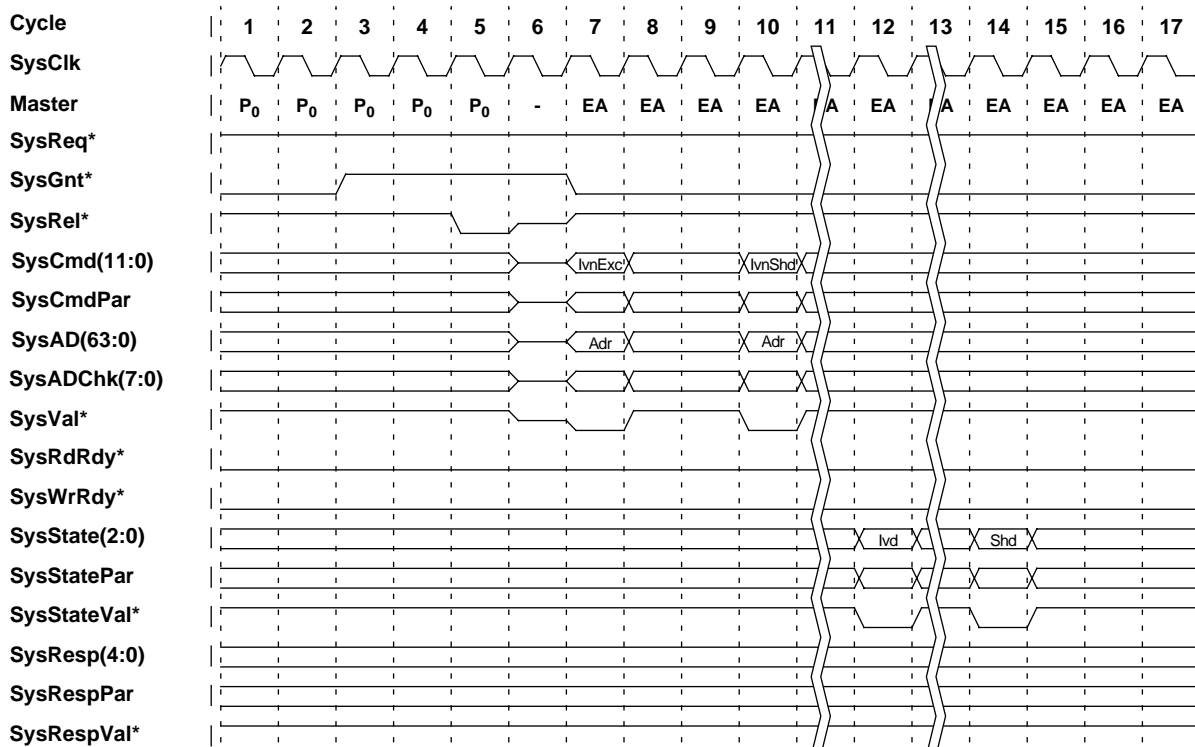 Cycle 1 2 3 4 5 6 7 8 9 10 11 12 13 14 15 16 17
SysClk
Master P0 P0 P0 P0 P0 - EA EA EA EA EA EA EA EA EA EA EA
SysReq*
SysGnt*
SysRel*
SysCmd(11:0) IvnExc IvnShd
SysCmdPar
SysAD(63:0) Adr Adr
SysADChk(7:0)
SysVal*
SysRdRdy*
SysWrRdy*
SysState(2:0) Ivd Shd
SysStatePar
SysStateVal*
SysResp(4:0)
SysRespPar
SysRespVal*